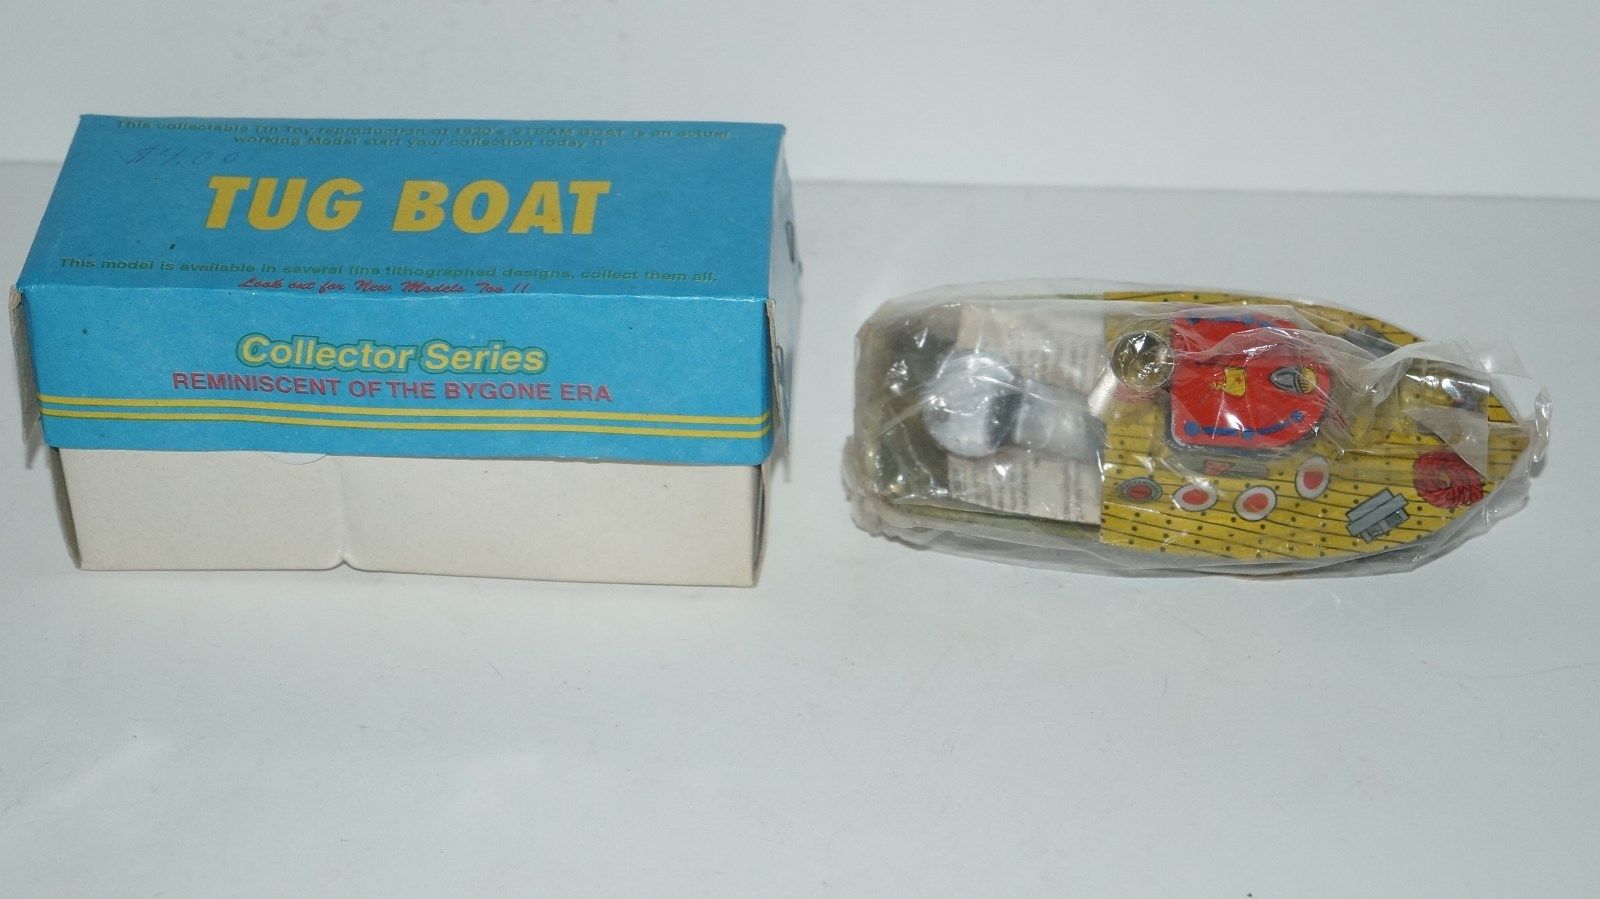 This collectable Tin Toy reproduction of 1920's STEAM BOAT is an actual
working Model start your collection today !!
$4.00
TUG BOAT
This model is available in several fine lithographed designs, collect them all.
Look out for New Models Too !!
Collector Series
REMINISCENT OF THE BYGONE ERA